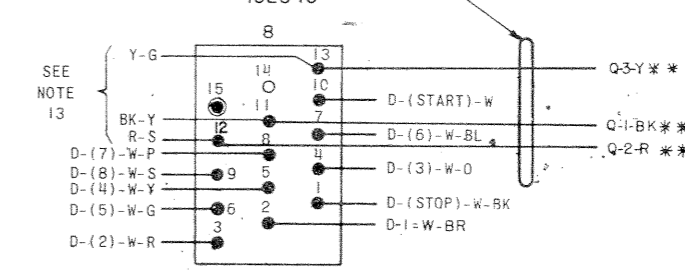 8
Y-G
13
Q-3-Y**
SEE
NOTE
13
14
15
10
D-(START)-W
11
7
BK-Y
Q-1-BK**
12
D-(6)-W-BL
R-S
8
Q-2-R **
D-(7)-W-P
4
D-(8)-W-S
9
5
D-(3)-W-O
D-(4)-W-Y
1
D-(5)-W-G
6
2
D-(STOP)-W-BK
3
D-1=W-BR
D-(2)-W-R